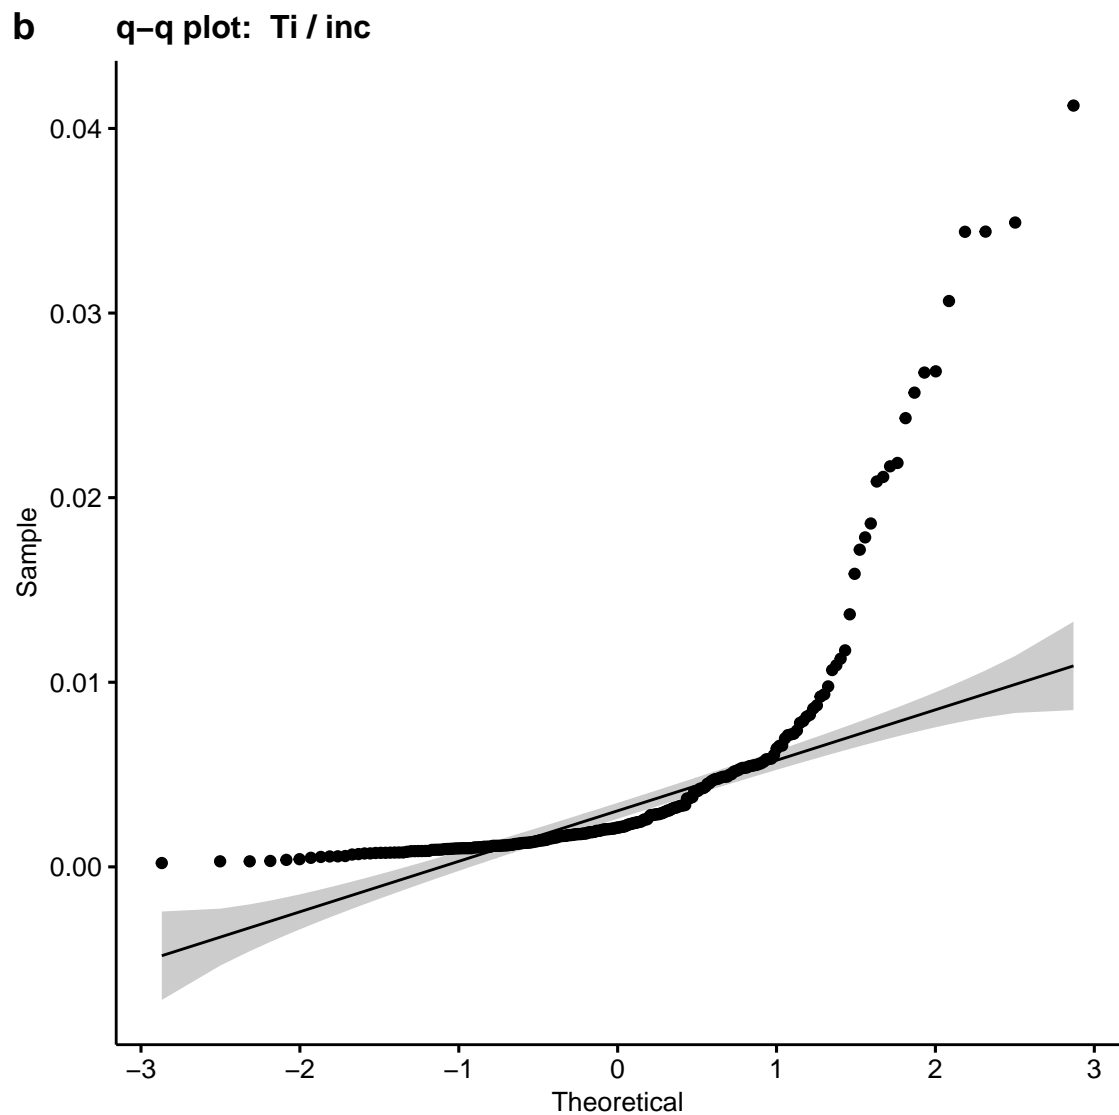 b q–q plot: Ti / inc
0.04
0.03
0.02
0.01
0.00
Sample
–3 –2 –1 0 1 2 3
Theoretical